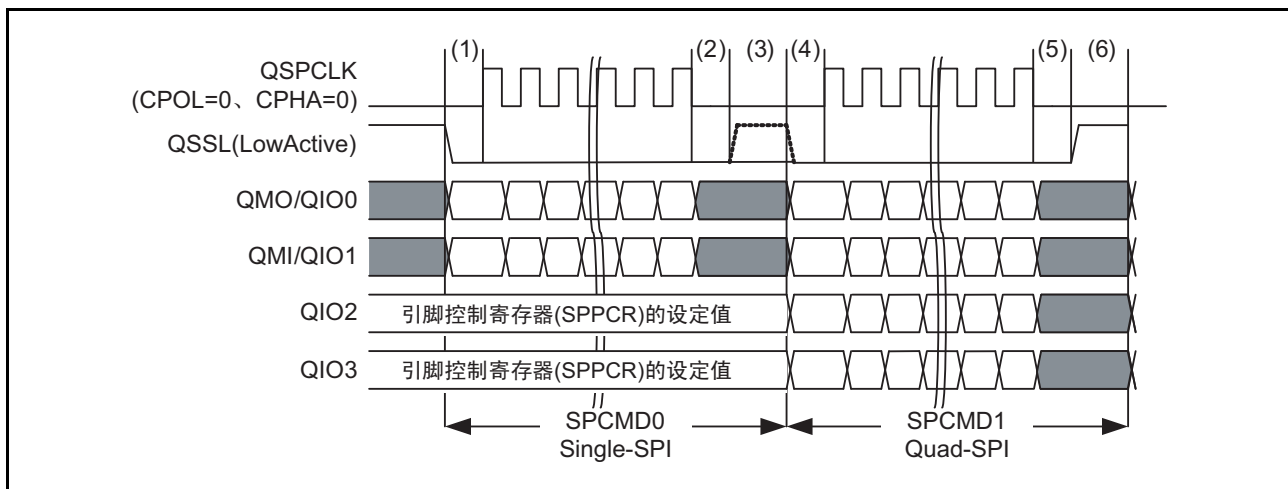 (1) (2) (3) (4) (5) (6)
QSPCLK
(CPOL=0、CPHA=0)
QSSL(LowActive)
QMO/QIO0
QMI/QIO1
QIO2 引脚控制寄存器(SPPCR)的设定值
QIO3 引脚控制寄存器(SPPCR)的设定值
SPCMD0 SPCMD1
Single-SPI Quad-SPI